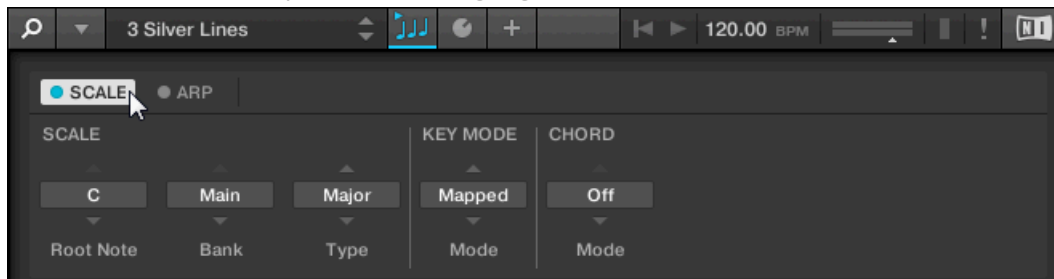 3 Silver Lines + 120.00 BPM ! NI
SCALE ARP
SCALE KEY MODE CHORD
C Main Major Mapped Off
Root Note Bank Type Mode Mode